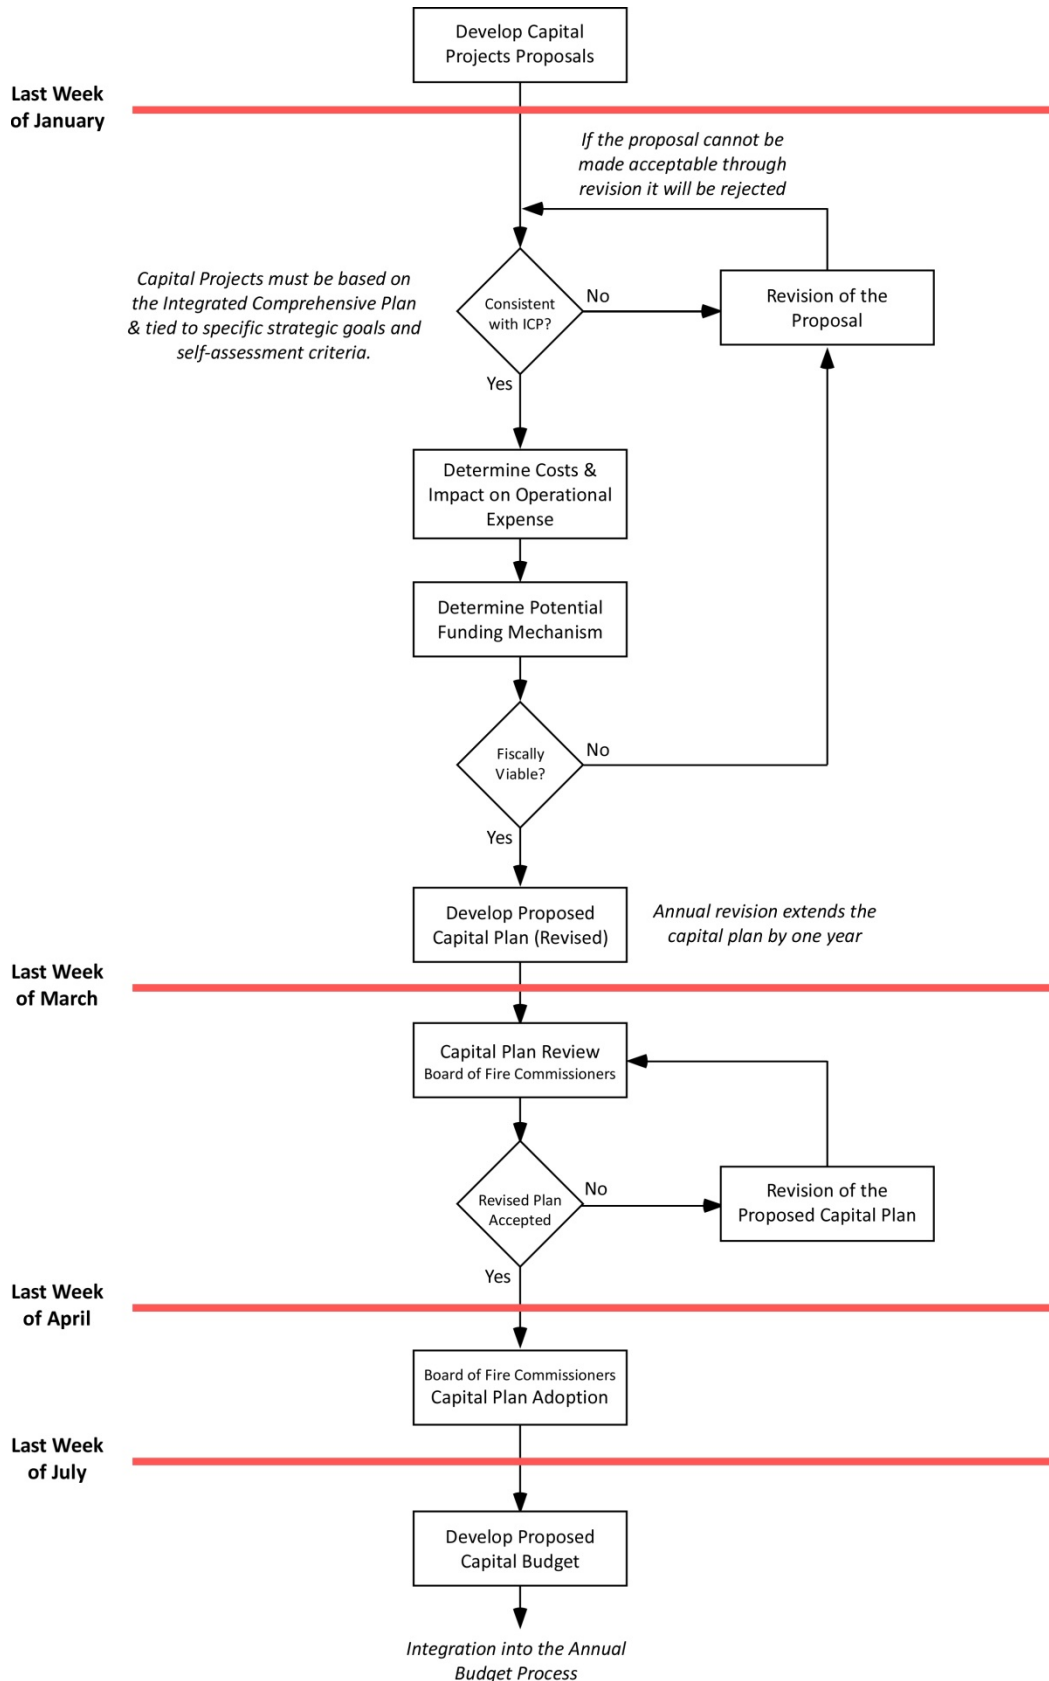 Develop Capital
Projects Proposals
Last Week
of January
If the proposal cannot be
made acceptable through
revision it will be rejected
Capital Projects must be based on
the Integrated Comprehensive Plan
& tied to specific strategic goals and
self-assessment criteria.
Consistent
with ICP?
No
Revision of the
Proposal
Yes
Determine Costs &
Impact on Operational
Expense
Determine Potential
Funding Mechanism
Fiscally
Viable?
No
Yes
Develop Proposed
Capital Plan (Revised)
Annual revision extends the
capital plan by one year
Last Week
of March
Capital Plan Review
Board of Fire Commissioners
Revised Plan
Accepted
No
Revision of the
Proposed Capital Plan
Yes
Last Week
of April
Board of Fire Commissioners
Capital Plan Adoption
Last Week
of July
Develop Proposed
Capital Budget
Integration into the Annual
Budget Process